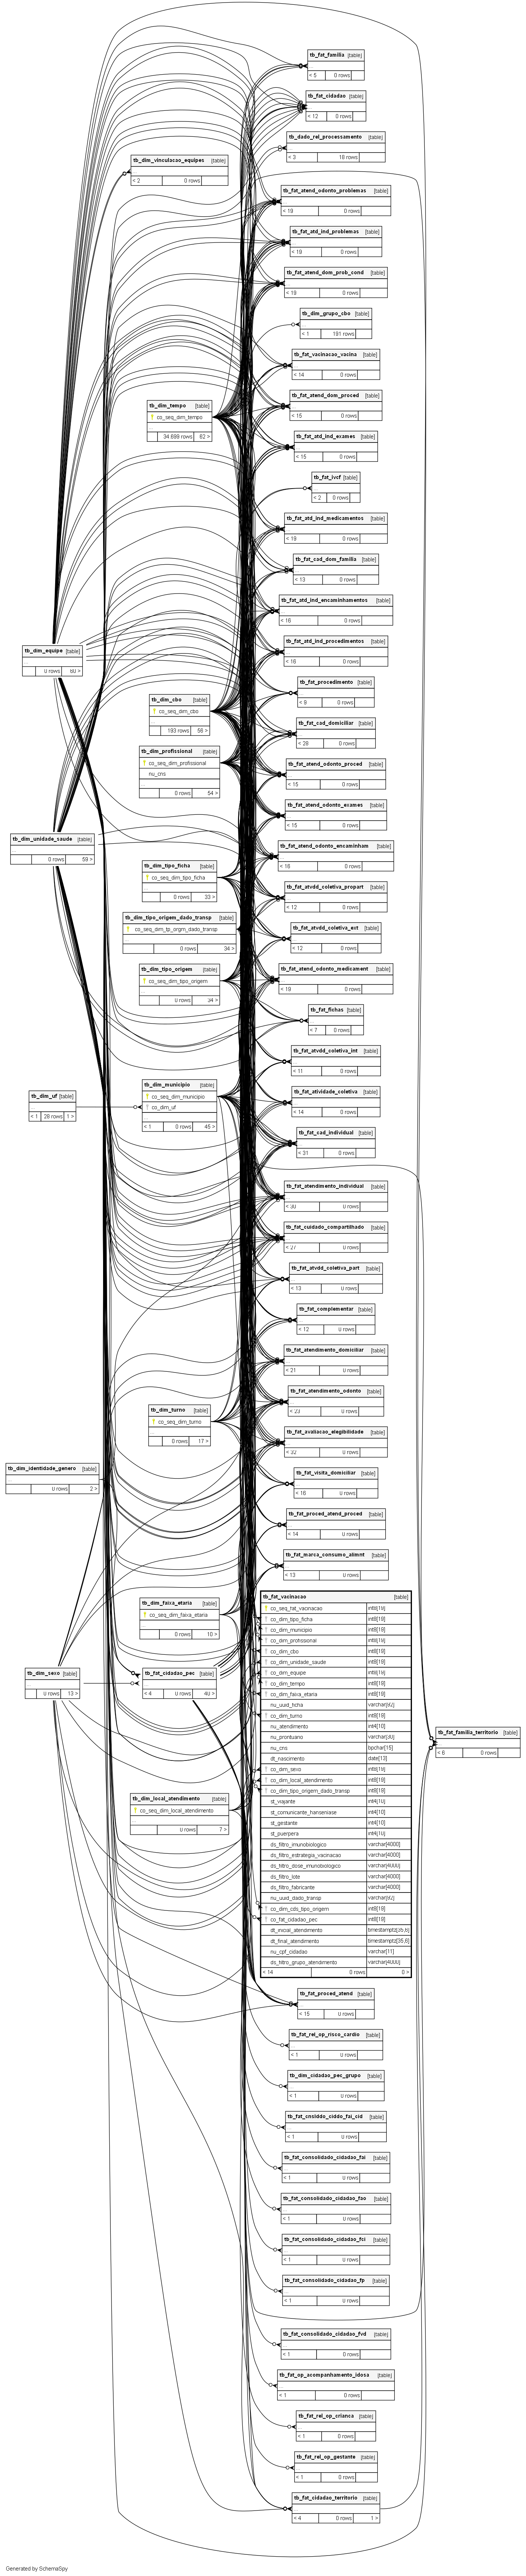 tb_fat_familia [table]
...
< 5 0 rows
tb_fat_cidadao [table]
...
< 12 0 rows
tb_dado_rel_processamento [table]
...
< 3 18 rows
tb_dim_vinculacao_equipes [table]
...
< 2 0 rows
tb_fat_atend_odonto_problemas [table]
...
< 19 0 rows
tb_fat_atd_ind_problemas [table]
...
< 19 0 rows
tb_fat_atend_dom_prob_cond [table]
...
< 19 0 rows
tb_dim_grupo_cbo [table]
...
< 1 191 rows
tb_fat_vacinacao_vacina [table]
...
< 14 0 rows
tb_fat_atend_dom_proced [table]
...
< 15 0 rows
tb_dim_tempo [table]
co_seq_dim_tempo
...
34.699 rows 62 >
tb_fat_atd_ind_exames [table]
...
< 15 0 rows
tb_fat_ivcf [table]
...
< 2 0 rows
tb_fat_atd_ind_medicamentos [table]
...
< 19 0 rows
tb_fat_cad_dom_familia [table]
...
< 13 0 rows
tb_fat_atd_ind_encaminhamentos [table]
...
< 16 0 rows
tb_fat_atd_ind_procedimentos [table]
...
< 16 0 rows
tb_dim_equipe [table]
...
0 rows 60 >
tb_fat_procedimento [table]
...
0 rows
tb_dim_cbo [table]
co_seq_dim_cbo
...
193 rows 56 >
tb_fat_cad_domiciliar [table]
...
< 28 0 rows
tb_dim_profissional [table]
co_seq_dim_profissional
nu_cns
...
0 rows 54 >
tb_fat_atend_odonto_proced [table]
...
< 15 0 rows
tb_fat_atend_odonto_exames [table]
...
< 15 0 rows
tb_dim_unidade_saude [table]
...
0 rows 59 >
tb_fat_atend_odonto_encaminham [table]
...
< 16 0 rows
tb_dim_tipo_ficha [table]
co_seq_dim_tipo_ficha
...
0 rows 33 >
tb_fat_atvdd_coletiva_propart [table]
...
< 12 0 rows
tb_dim_tipo_origem_dado_transp [table]
co_seq_dim_tp_orgm_dado_transp
...
0 rows 34 >
tb_fat_atvdd_coletiva_ext [table]
...
< 12 0 rows
tb_dim_tipo_origem [table]
co_seq_dim_tipo_origem
...
0 rows 34 >
tb_fat_atend_odonto_medicament [table]
...
< 19 0 rows
tb_fat_fichas [table]
...
< 7 0 rows
tb_fat_atvdd_coletiva_int [table]
...
< 11 0 rows
tb_dim_uf [table]
...
< 1 28 rows 1 >
tb_dim_municipio [table]
co_seq_dim_municipio
co_dim_uf
...
< 1 0 rows 45 >
tb_fat_atividade_coletiva [table]
...
< 14 0 rows
tb_fat_cad_individual [table]
...
< 31 0 rows
tb_fat_atendimento_individual [table]
...
< 30 0 rows
tb_fat_cuidado_compartilhado [table]
...
< 27 0 rows
tb_fat_atvdd_coletiva_part [table]
...
< 13 0 rows
tb_fat_complementar [table]
...
< 12 0 rows
tb_fat_atendimento_domiciliar [table]
...
< 21 0 rows
tb_fat_atendimento_odonto [table]
...
< 23 0 rows
tb_dim_turno [table]
co_seq_dim_turno
...
0 rows 17 >
tb_fat_avaliacao_elegibilidade [table]
...
< 32 0 rows
tb_dim_identidade_genero [table]
...
0 rows 2 >
tb_fat_visita_domiciliar [table]
...
< 16 0 rows
tb_fat_proced_atend_proced [table]
...
< 14 0 rows
tb_fat_marca_consumo_alimnt [table]
...
< 13 0 rows
tb_dim_faixa_etaria [table]
co_seq_dim_faixa_etaria
...
0 rows 10 >
tb_fat_vacinacao [table]
co_seq_fat_vacinacao int8[19]
co_dim_tipo_ficha int8[19]
co_dim_municipio int8[19]
co_dim_profissional int8[19]
co_dim_cbo int8[19]
co_dim_unidade_saude int8[19]
co_dim_equipe int8[19]
co_dim_tempo int8[19]
co_dim_faixa_etaria int8[19]
nu_uuid_ficha varchar[92]
co_dim_turno int8[19]
nu_atendimento int4[10]
nu_prontuario varchar[30]
nu_cns bpchar[15]
dt_nascimento date[13]
co_dim_sexo int8[19]
co_dim_local_atendimento int8[19]
co_dim_tipo_origem_dado_transp int8[19]
st_viajante int4[10]
st_comunicante_hanseniase int4[10]
st_gestante int4[10]
st_puerpera int4[10]
ds_filtro_imunobiologico varchar[4000]
ds_filtro_estrategia_vacinacao varchar[4000]
ds_filtro_dose_imunobiologico varchar[4000]
ds_filtro_lote varchar[4000]
ds_filtro_fabricante varchar[4000]
nu_uuid_dado_transp varchar[92]
co_dim_cds_tipo_origem int8[19]
co_fat_cidadao_pec int8[19]
dt_inicial_atendimento timestamptz[35,6]
dt_final_atendimento timestamptz[35,6]
nu_cpf_cidadao varchar[11]
ds_filtro_grupo_atendimento varchar[4000]
< 14 0 rows 0 >
tb_dim_sexo [table]
...
0 rows 13 >
tb_fat_cidadao_pec [table]
...
< 4 0 rows 40 >
tb_fat_familia_territorio [table]
...
< 6 0 rows
tb_dim_local_atendimento [table]
co_seq_dim_local_atendimento
...
0 rows 7 >
tb_fat_proced_atend [table]
...
< 15 0 rows
tb_fat_rel_op_risco_cardio [table]
...
< 1 0 rows
tb_dim_cidadao_pec_grupo [table]
...
< 1 0 rows
tb_fat_cnslddo_ciddo_fai_cid [table]
...
< 1 0 rows
tb_fat_consolidado_cidadao_fai [table]
...
< 1 0 rows
tb_fat_consolidado_cidadao_fao [table]
...
< 1 0 rows
tb_fat_consolidado_cidadao_fci [table]
...
< 1 0 rows
tb_fat_consolidado_cidadao_fp [table]
...
< 1 0 rows
tb_fat_consolidado_cidadao_fvd [table]
...
< 1 0 rows
tb_fat_op_acompanhamento_idosa [table]
...
< 1 0 rows
tb_fat_rel_op_crianca [table]
...
< 1 0 rows
tb_fat_rel_op_gestante [table]
...
< 1 0 rows
tb_fat_cidadao_territorio [table]
...
< 4 0 rows 1 >
Generated by SchemaSpy